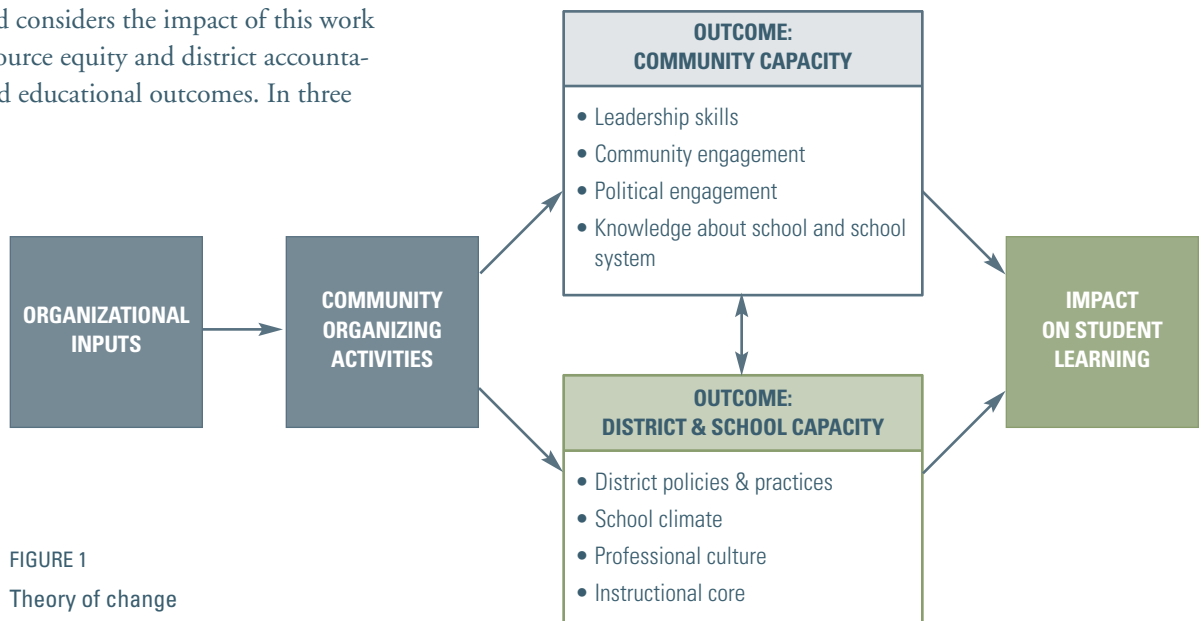 d considers the impact of this work
ource equity and district accounta-
d educational outcomes. In three
ORGANIZATIONAL
INPUTS
COMMUNITY
ORGANIZING
ACTIVITIES
OUTCOME:
COMMUNITY CAPACITY
• Leadership skills
• Community engagement
• Political engagement
• Knowledge about school and school
system
OUTCOME:
DISTRICT & SCHOOL CAPACITY
• District policies & practices
• School climate
• Professional culture
• Instructional core
IMPACT
ON STUDENT
LEARNING
FIGURE 1
Theory of change